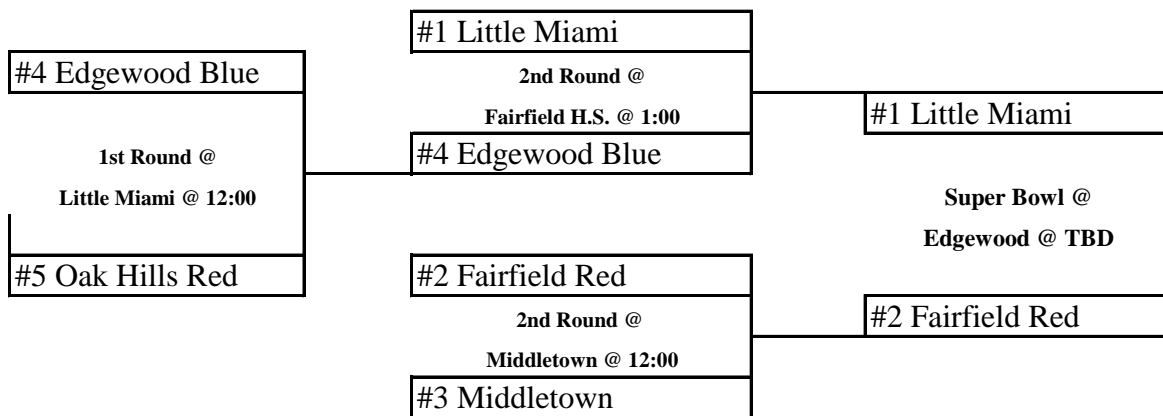 #4 Edgewood Blue
1st Round @
Little Miami @ 12:00
#5 Oak Hills Red
#1 Little Miami
2nd Round @
Fairfield H.S. @ 1:00
#4 Edgewood Blue
#2 Fairfield Red
2nd Round @
Middletown @ 12:00
#3 Middletown
#1 Little Miami
Super Bowl @
Edgewood @ TBD
#2 Fairfield Red